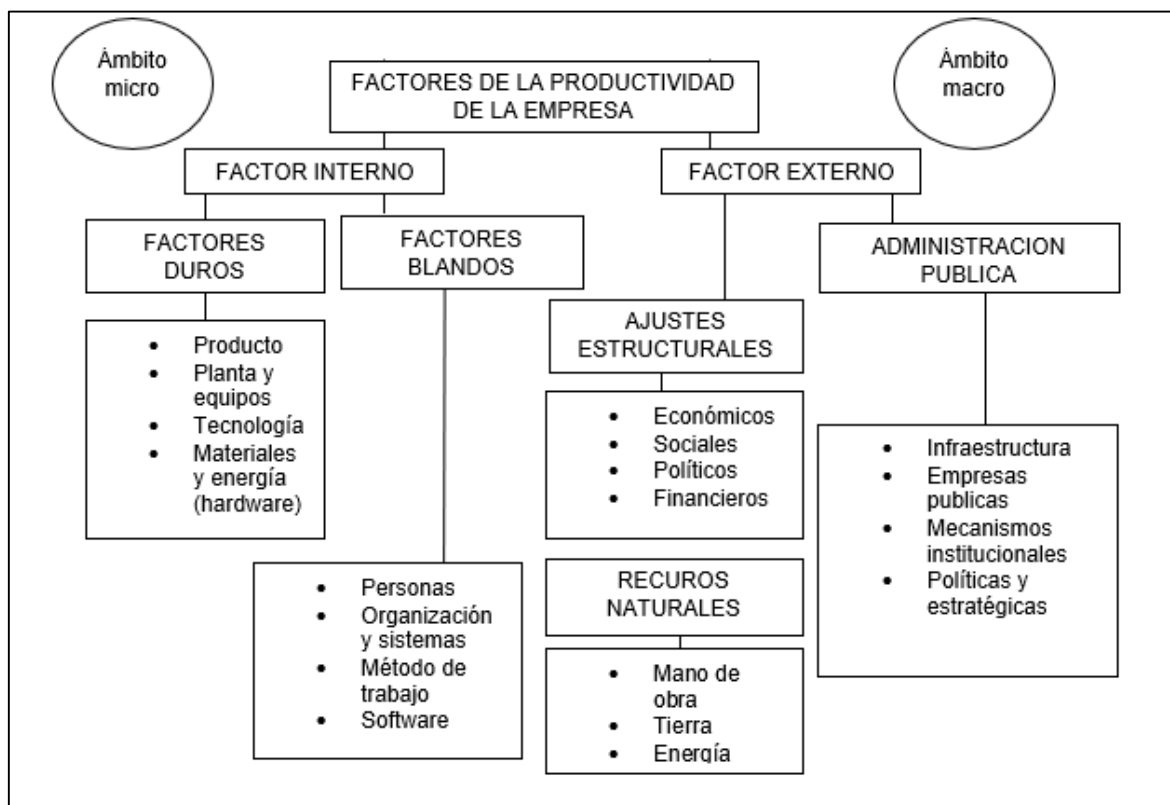 Ámbito
micro
FACTORES DE LA PRODUCTIVIDAD
DE LA EMPRESA
Ámbito
macro
FACTOR INTERNO
FACTOR EXTERNO
FACTORES
DUROS
FACTORES
BLANDOS
ADMINISTRACION
PUBLICA
• Producto
• Planta y
equipos
• Tecnología
• Materiales
y energía
(hardware)
• Personas
• Organización
y sistemas
• Método de
trabajo
• Software
AJUSTES
ESTRUCTURALES
• Económicos
• Sociales
• Políticos
• Financieros
RECUROS
NATURALES
• Mano de
obra
• Tierra
• Energía
• Infraestructura
• Empresas
publicas
• Mecanismos
institucionales
• Políticas y
estratégicas